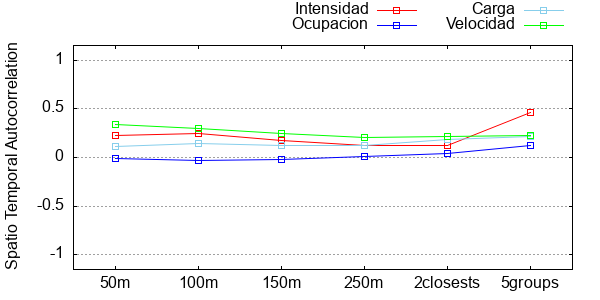 Intensidad Carga
Ocupacion Velocidad
Spatio Temporal Autocorrelation
1
0.5
0
-0.5
-1
50m 100m 150m 250m 2closests 5groups